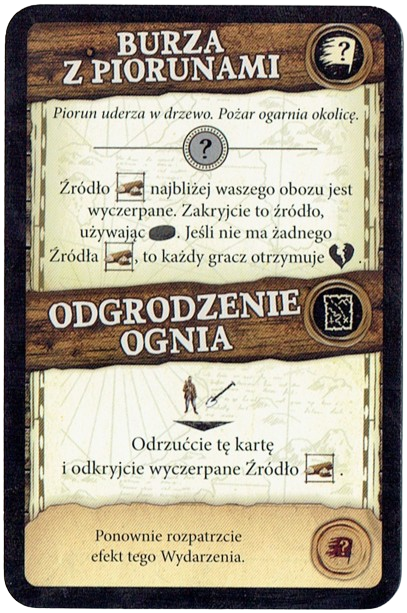 BURZA
Z PIORUNAMI
?
Piorun uderza w drzewo. Pożar ogarnia okolicę.
?
Źródło najbliżej waszego obozu jest
wyczerpane. Zakryjcie to źródło,
używając . Jeśli nie ma żadnego
Źródła , to każdy gracz otrzymuje .
ODGRODZENIE
OGNIA
Odrzućcie tę kartę
i odkryjcie wyczerpane Źródło .
Ponownie rozpatrzcie
efekt tego Wydarzenia.
?